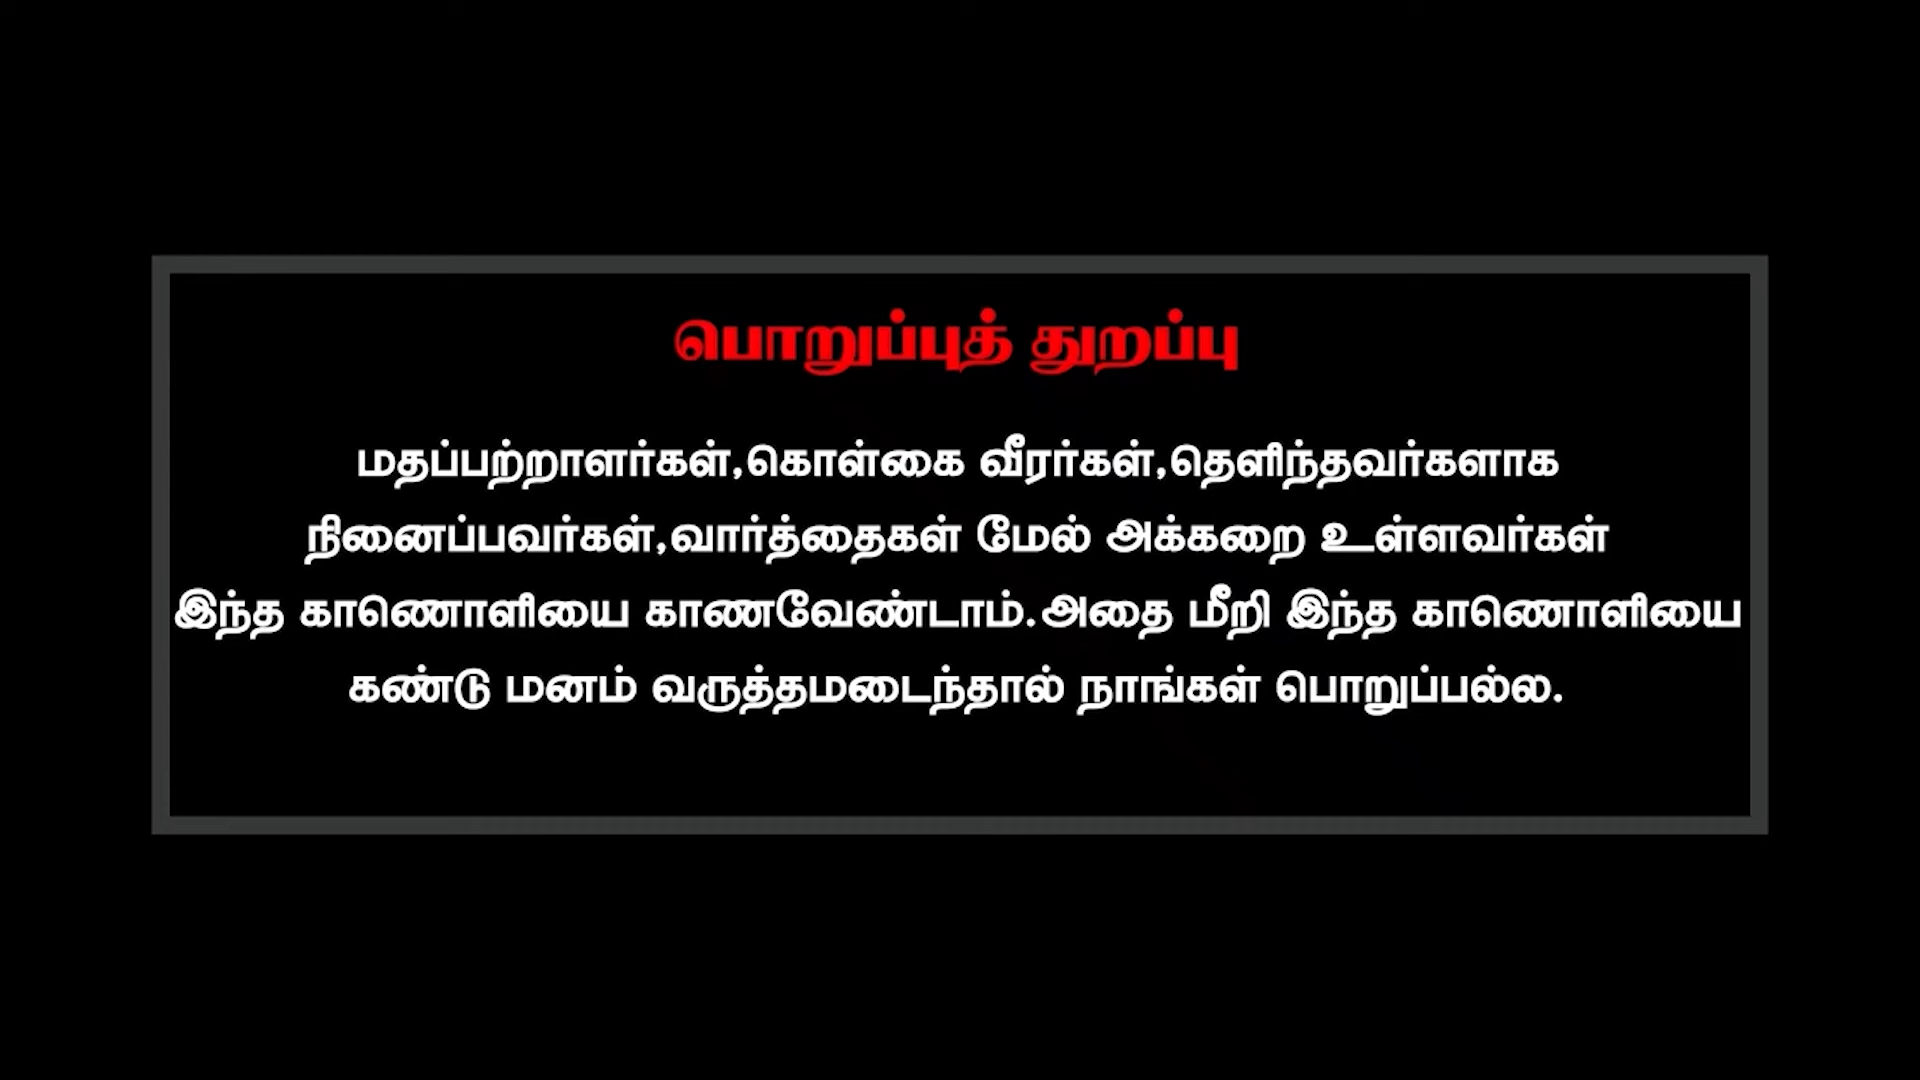 பொறுப்புத் துறப்பு
மதப்பற்றாளர்கள்,கொள்கை வீரர்கள்,தெளிந்தவர்களாக
நினைப்பவர்கள்,வார்த்தைகள் மேல் அக்கறை உள்ளவர்கள்
இந்த காணொளியை காணவேண்டாம்.அதை மீறி இந்த காணொளியை
கண்டு மனம் வருத்தமடைந்தால் நாங்கள் பொறுப்பல்ல.